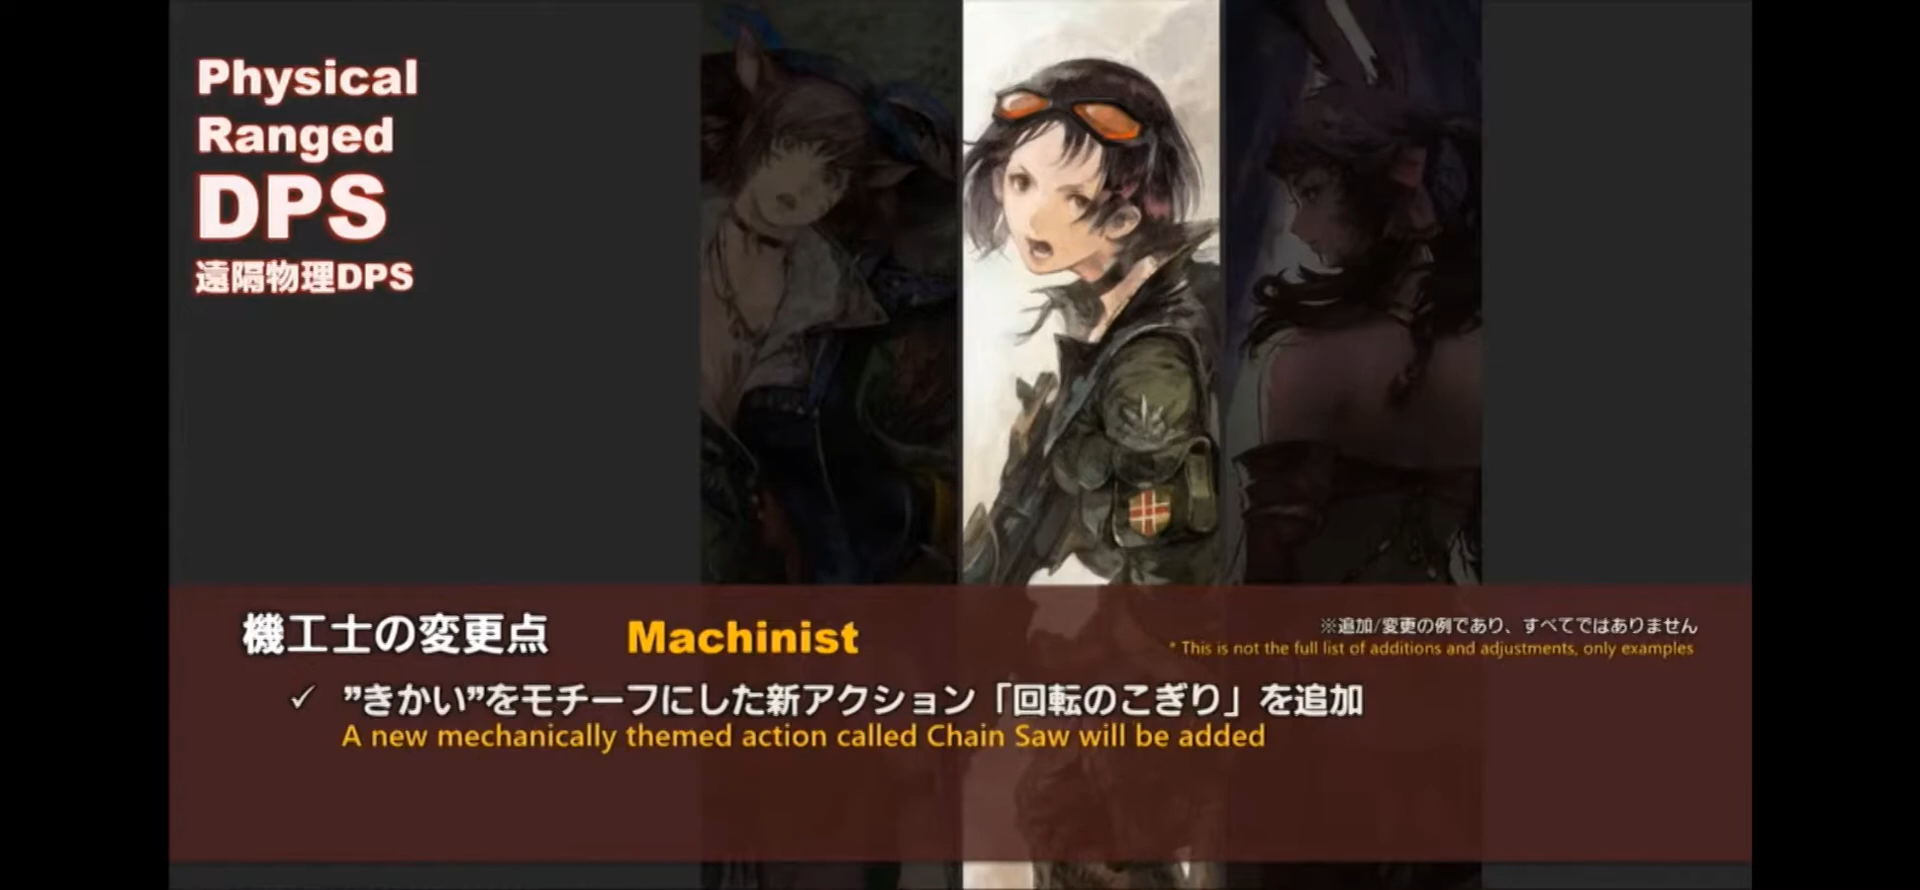 Physical
Ranged
DPS
遠隔物理DPS
機工士の変更点 Machinist
※追加/変更の例であり、すべてではありません
* This is not the full list of additions and adjustments, only examples
✓ ”きかい”をモチーフにした新アクション「回転のこぎり」を追加
A new mechanically themed action called Chain Saw will be added